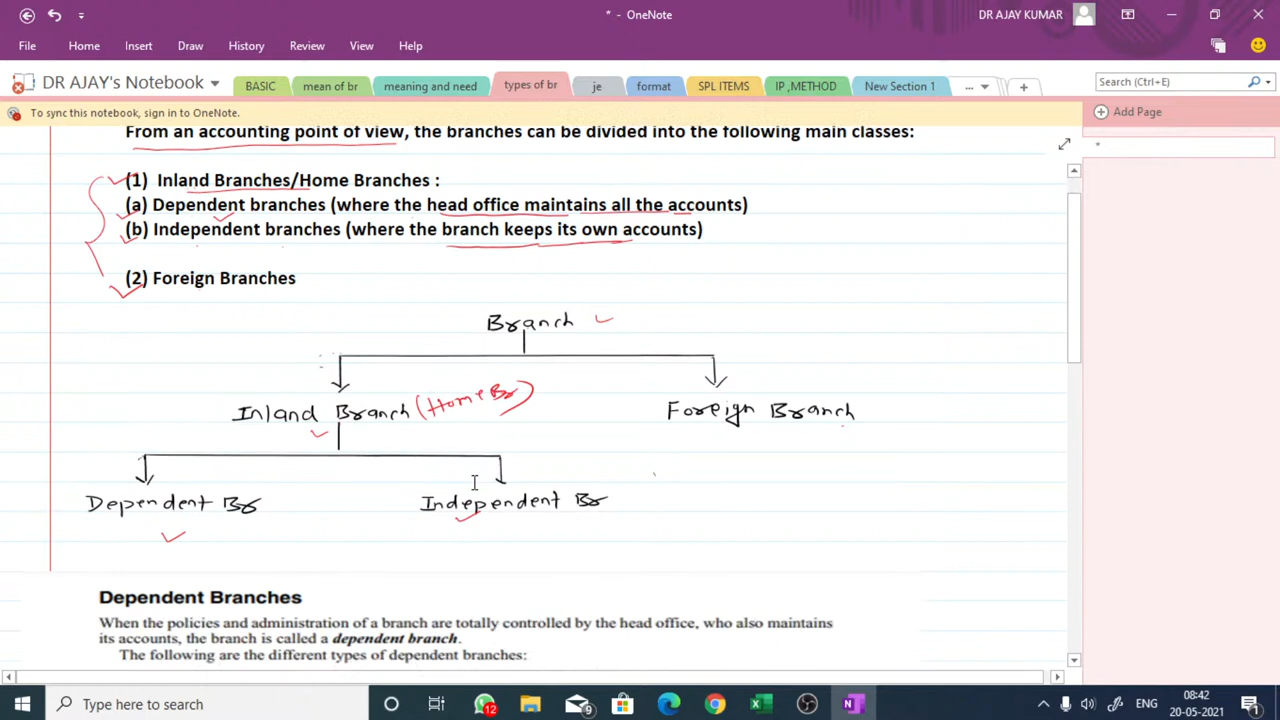 * - OneNote
DR AJAY KUMAR
File Home Insert Draw History Review View Help
DR AJAY's Notebook
BASIC mean of br meaning and need types of br je format SPL ITEMS IP ,METHOD New Section 1 ...
Search (Ctrl+E)
To sync this notebook, sign in to OneNote.
Add Page
*
From an accounting point of view, the branches can be divided into the following main classes:
(1) Inland Branches/Home Branches :
(a) Dependent branches (where the head office maintains all the accounts)
(b) Independent branches (where the branch keeps its own accounts)
(2) Foreign Branches
Branch
Inland Branch (Home Br)
Foreign Branch
Dependent Br
Independent Br
Dependent Branches
When the policies and administration of a branch are totally controlled by the head office, who also maintains
its accounts, the branch is called a dependent branch.
The following are the different types of dependent branches:
Type here to search
12
9
ENG
08:42
20-05-2021
1